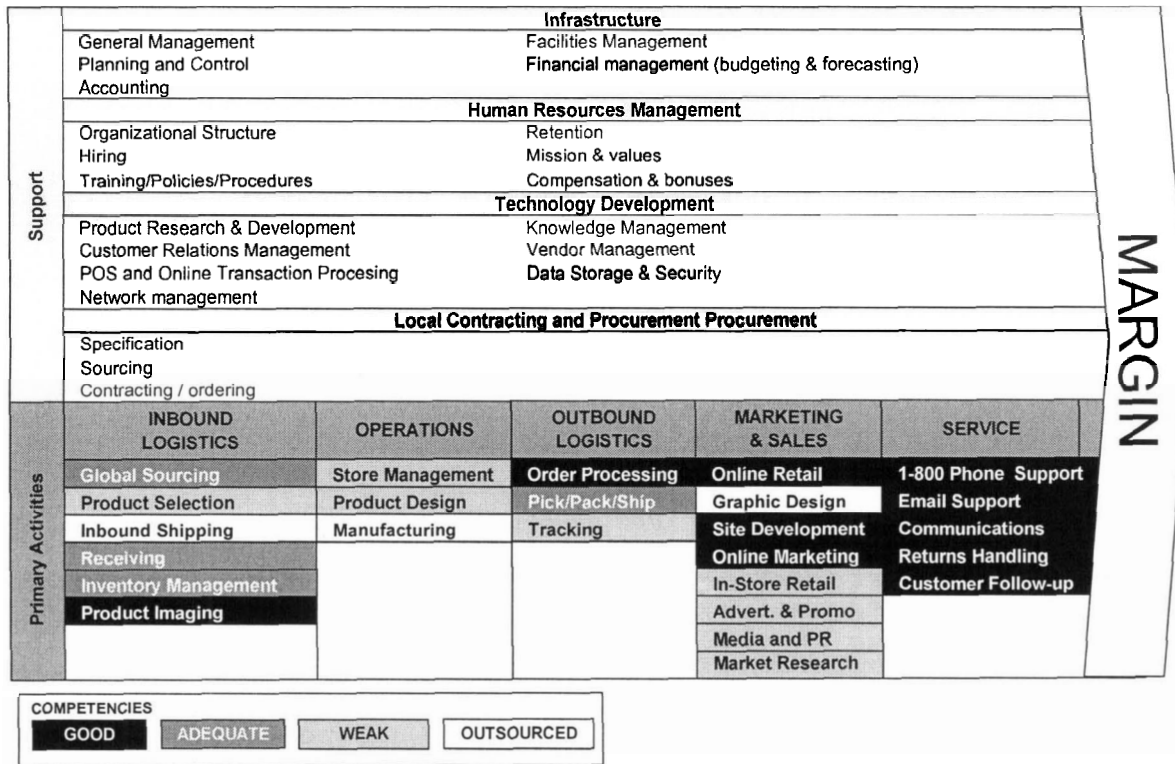 Infrastructure
General Management
Facilities Management
Planning and Control
Financial management (budgeting & forecasting)
Accounting
Human Resources Management
Organizational Structure
Retention
Hiring
Mission & values
Training/Policies/Procedures
Compensation & bonuses
Technology Development
Product Research & Development
Knowledge Management
Customer Relations Management
Vendor Management
POS and Online Transaction Procesing
Data Storage & Security
Network management
Local Contracting and Procurement Procurement
Specification
Sourcing
Contracting / ordering
Support
MARGIN
Primary Activities
INBOUND
LOGISTICS
Global Sourcing
Product Selection
Inbound Shipping
Receiving
Inventory Management
Product Imaging
OPERATIONS
Store Management
Product Design
Manufacturing
OUTBOUND
LOGISTICS
Order Processing
Pick/Pack/Ship
Tracking
MARKETING
& SALES
Online Retail
Graphic Design
Site Development
Online Marketing
In-Store Retail
Advert. & Promo
Media and PR
Market Research
SERVICE
1-800 Phone Support
Email Support
Communications
Returns Handling
Customer Follow-up
COMPETENCIES
GOOD
ADEQUATE
WEAK
OUTSOURCED